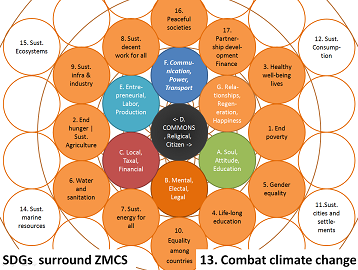 16.
Peaceful
societies
15. Sust.
Ecosystems
8. Sust.
decent
work for all
17.
Partner-
ship deve-
lopment
Finance
12. Sust.
Consump-
tion
F. Commu-
nication,
Power,
Transport
9. Sust.
infra &
industry
3. Healthy
well-being
lives
E. Entre-
preneurial,
Labor,
Production
G. Rela-
tionships,
Regen-
eration,
Happiness
2. End
hunger |
Sust.
Agriculture
<- D.
COMMONS
, Religical,
Citizen ->
1. End
poverty
C. Local,
Taxal,
Financial
A. Soul,
Attitude,
Education
6. Water
and
sanitation
B. Mental,
Electal,
Legal
5. Gender
equality
14. Sust.
marine
resources
7. Sust.
energy for
all
4. Life-long
education
11.Sust.
cities and
settle-
ments
10.
Equality
among
countries
SDGs surround ZMCS
13. Combat climate change